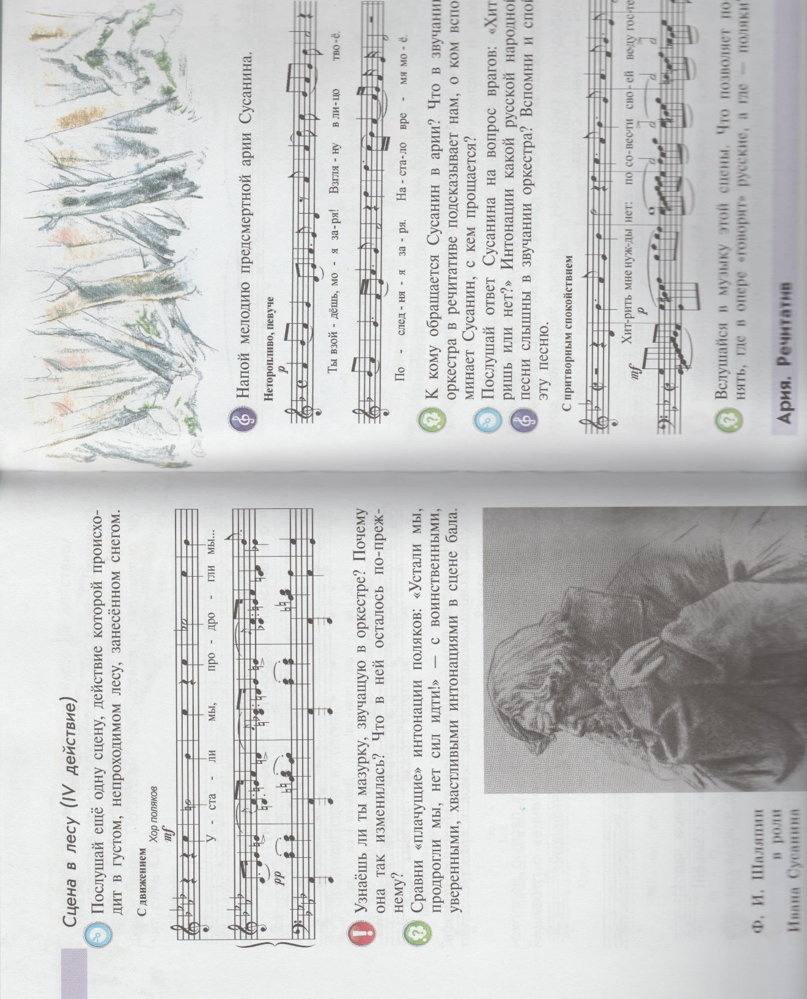 Сцена в лесу (IV действие)
Послушай ещё одну сцену, действие которой происхо-
дит в густом, непроходимом лесу, занесённом снегом.
С движением
Хор поляков
mf
У - ста - ли мы, про - дро - гли мы...
pp
Узнаёшь ли ты мазурку, звучащую в оркестре? Почему
она так изменилась? Что в ней осталось по-преж-
нему?
Сравни «плачущие» интонации поляков: «Устали мы,
продрогли мы, нет сил идти!» — с воинственными,
уверенными, хвастливыми интонациями в сцене бала.
Ф. И. Шаляпин
в роли
Ивана Сусанина
Напой мелодию предсмертной арии Сусанина.
Неторопливо, певуче
p
Ты взой - дёшь, мо - я за-ря! Взгля - ну в ли-цо тво-ё.
По - след - ня - я за - ря. На - ста-ло вре - мя мо - ё.
К кому обращается Сусанин в арии? Что в звучании
оркестра в речитативе подсказывает нам, о ком вспо
минает Сусанин, с кем прощается?
Послушай ответ Сусанина на вопрос врагов: «Хит
ришь или нет?» Интонации какой русской народной
песни слышны в звучании оркестра? Вспомни и спой
эту песню.
С притворным спокойствием
Хит-рить мне нуж-ды нет: по со-вес-ти сво-ей ве-ду гос-те
mf
p
Вслушайся в музыку этой сцены. Что позволяет по
нять, где в опере «говорят» русские, а где — поляки
Ария. Речитатив